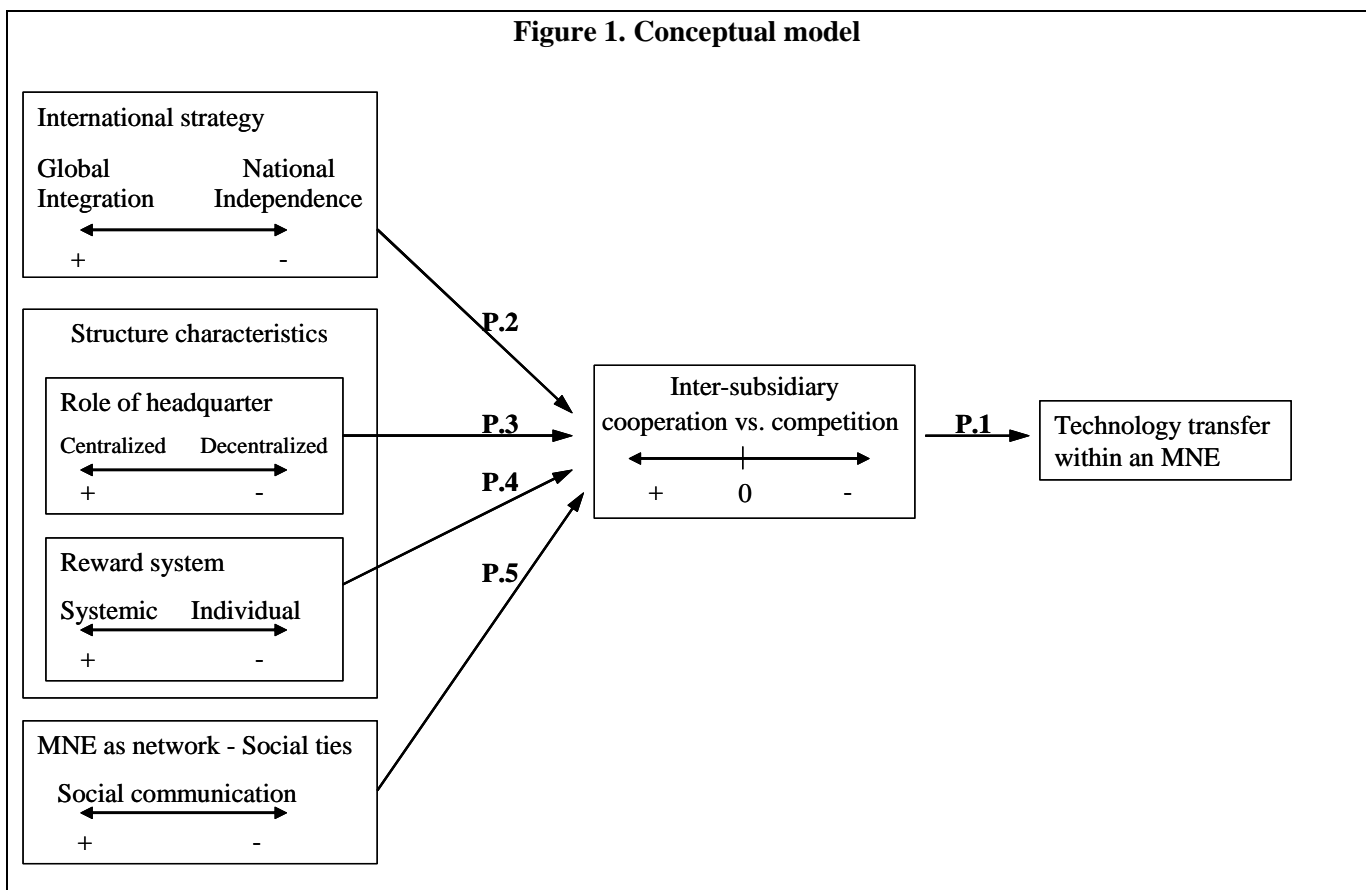 Figure 1. Conceptual model
International strategy
Global National
Integration Independence
+ -
Structure characteristics
Role of headquarter
Centralized Decentralized
+ -
Reward system
Systemic Individual
+ -
MNE as network - Social ties
Social communication
+ -
P.2
P.3
P.4
P.5
Inter-subsidiary
cooperation vs. competition
+ 0 -
P.1
Technology transfer
within an MNE